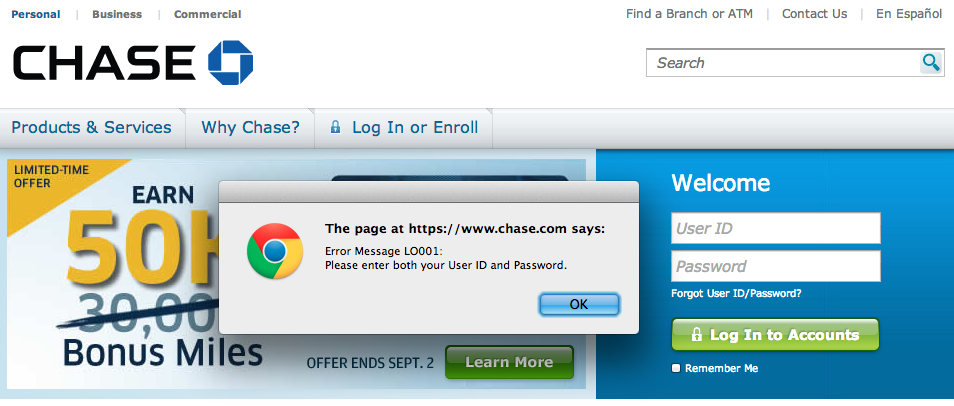 Personal | Business | Commercial
Find a Branch or ATM | Contact Us | En Español
CHASE
Search
Products & Services
Why Chase?
Log In or Enroll
LIMITED-TIME
OFFER
EARN
50K
30,00
Bonus Miles
OFFER ENDS SEPT. 2
Learn More
The page at https://www.chase.com says:
Error Message LO001:
Please enter both your User ID and Password.
OK
Welcome
User ID
Password
Forgot User ID/Password?
Log In to Accounts
Remember Me